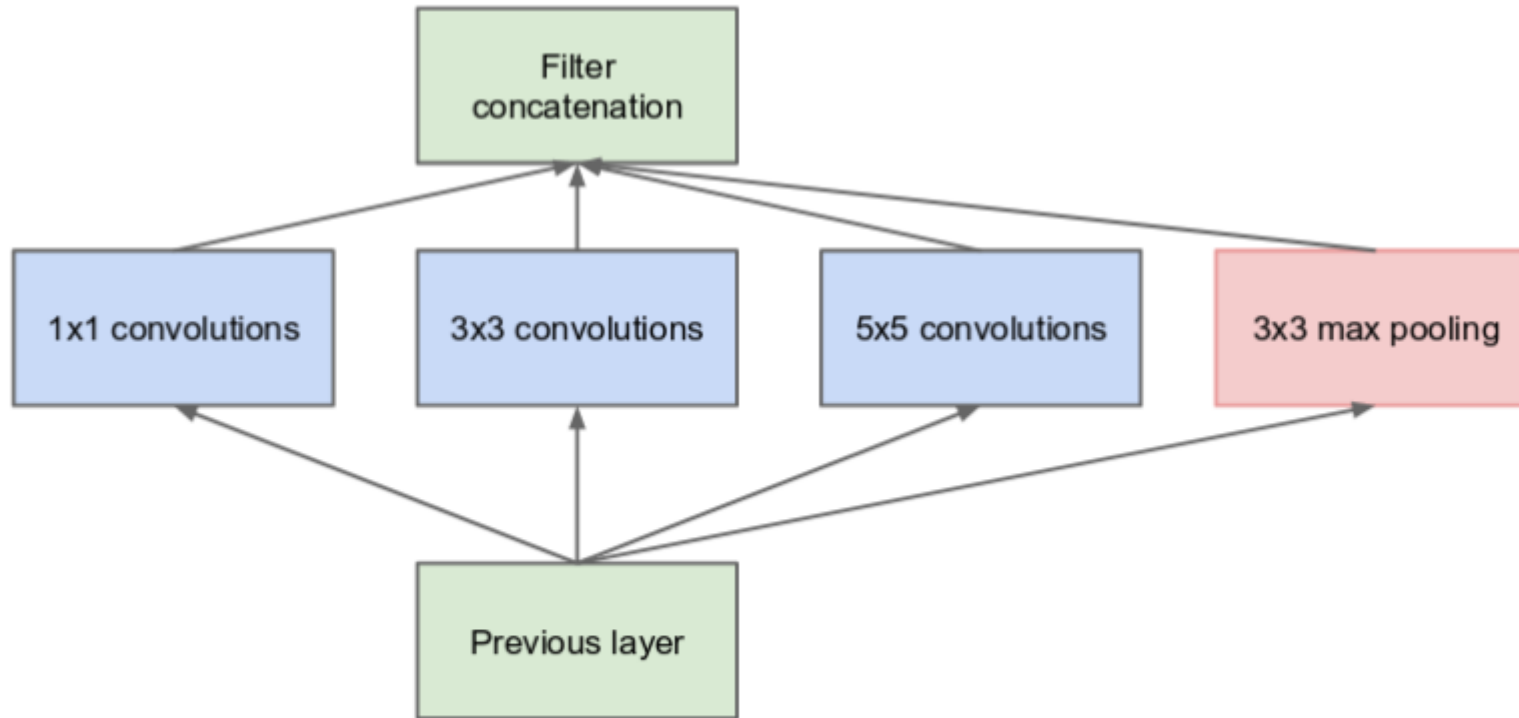 Filter
concatenation
1x1 convolutions
3x3 convolutions
5x5 convolutions
3x3 max pooling
Previous layer